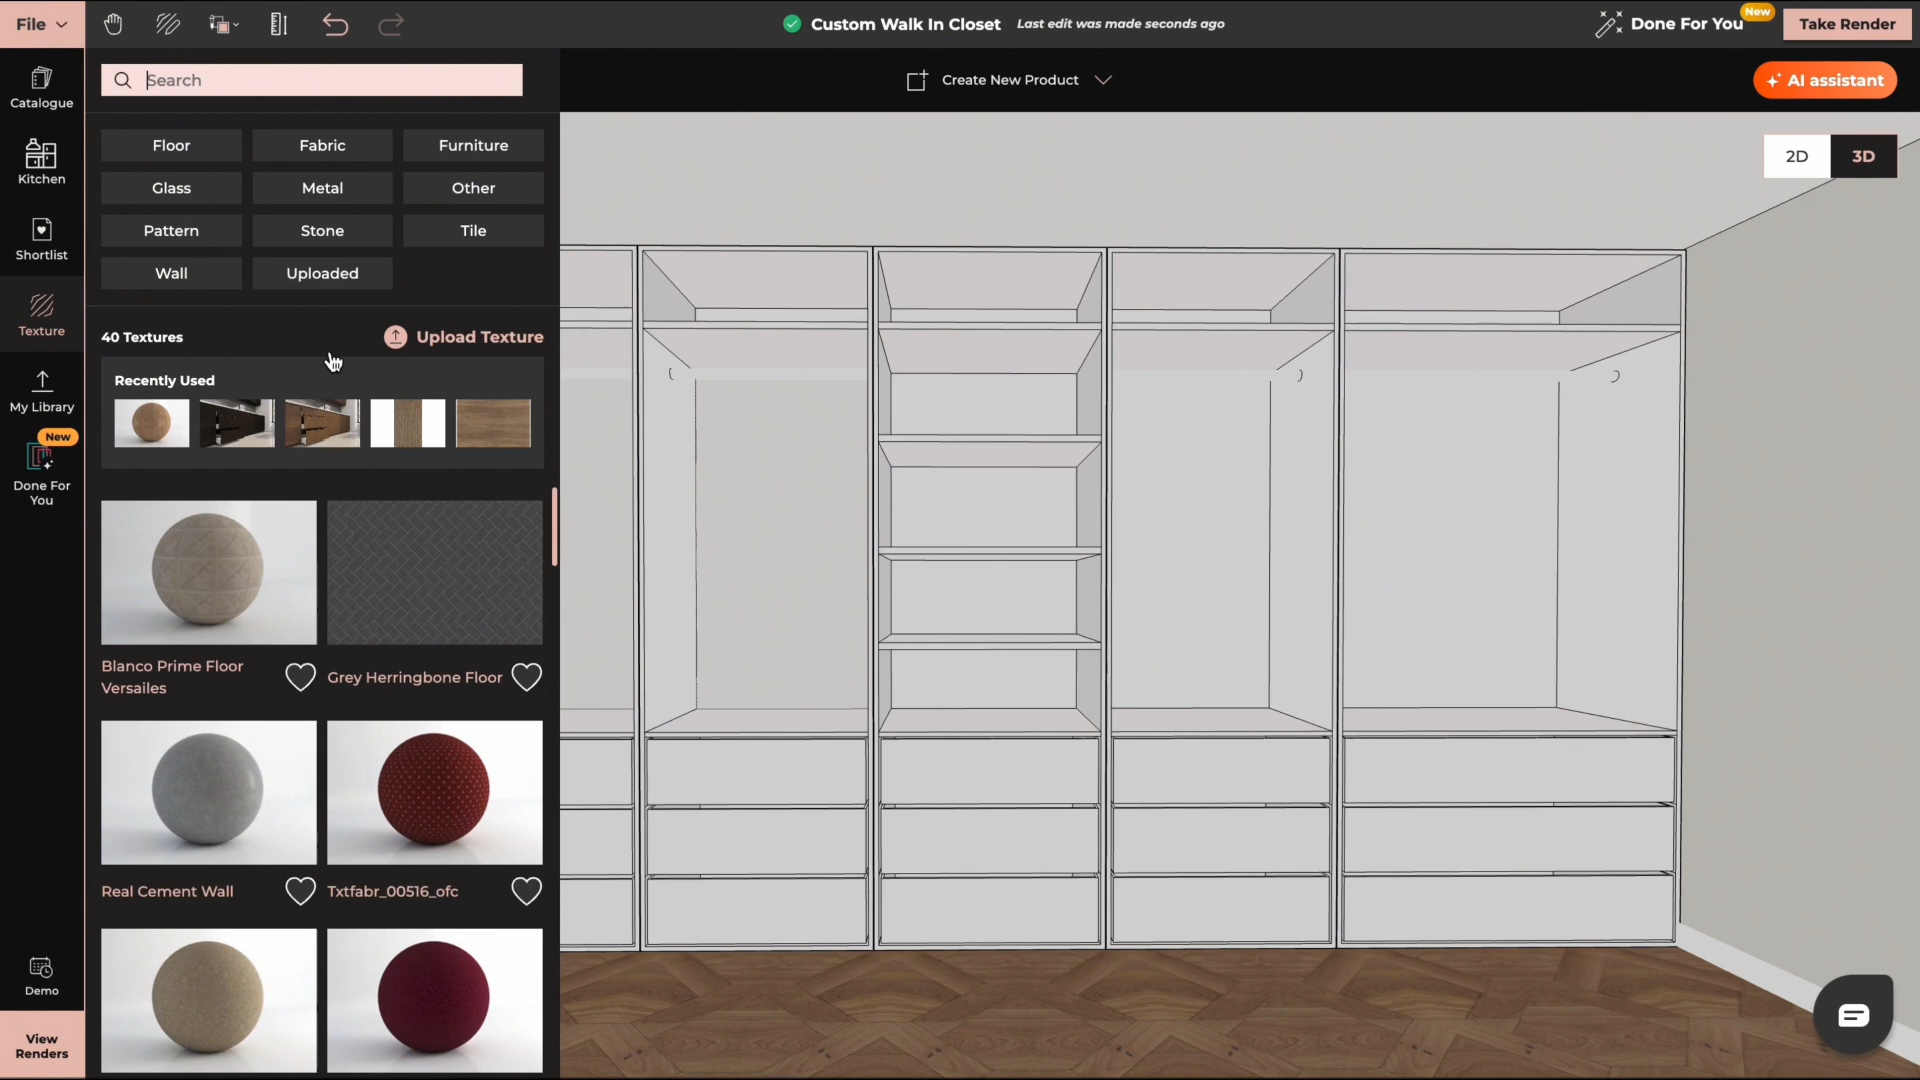 File
Custom Walk In Closet
Last edit was made seconds ago
Done For You
New
Take Render
Catalogue
Kitchen
Shortlist
Texture
My Library
New
Done For
You
Demo
View
Renders
Search
Floor
Fabric
Furniture
Glass
Metal
Other
Pattern
Stone
Tile
Wall
Uploaded
40 Textures
Upload Texture
Recently Used
Blanco Prime Floor
Versailes
Grey Herringbone Floor
Real Cement Wall
Txtfabr_00516_ofc
Create New Product
AI assistant
2D
3D